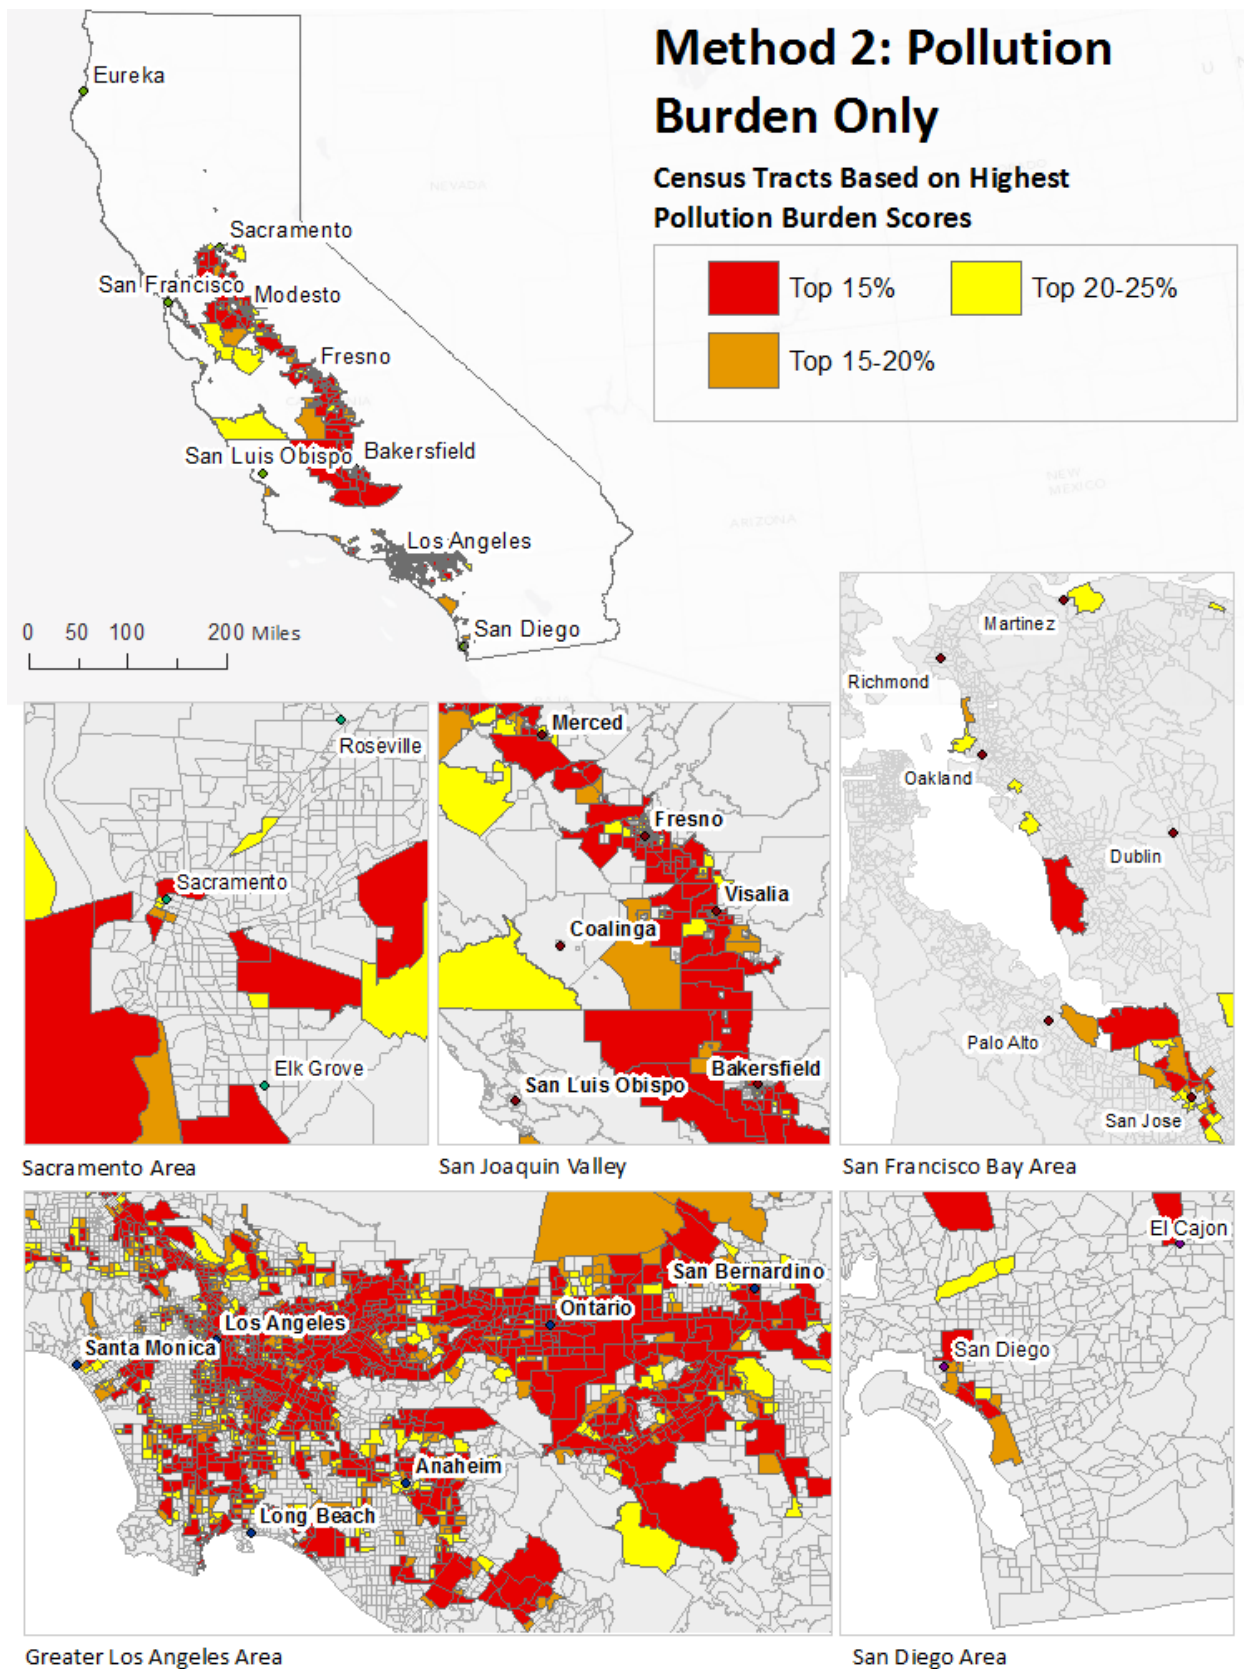 Method 2: Pollution
Burden Only
Census Tracts Based on Highest
Pollution Burden Scores
Top 15%
Top 20-25%
Top 15-20%
Eureka
NEVADA
Sacramento
San Francisco
Modesto
Fresno
San Luis Obispo
Bakersfield
NEW
MEXICO
ARIZONA
Los Angeles
San Diego
0 50 100 200 Miles
Roseville
Sacramento
Elk Grove
Sacramento Area
Merced
Fresno
Visalia
Coalinga
Bakersfield
San Luis Obispo
San Joaquin Valley
Martinez
Richmond
Oakland
Dublin
Palo Alto
San Jose
San Francisco Bay Area
San Bernardino
Ontario
Los Angeles
Santa Monica
Anaheim
Long Beach
Greater Los Angeles Area
El Cajon
San Diego
San Diego Area